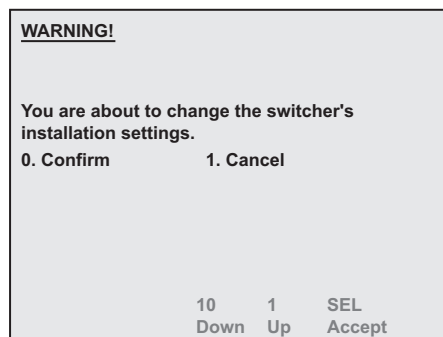 WARNING!
You are about to change the switcher's
installation settings.
0. Confirm 1. Cancel
10 1 SEL
Down Up Accept